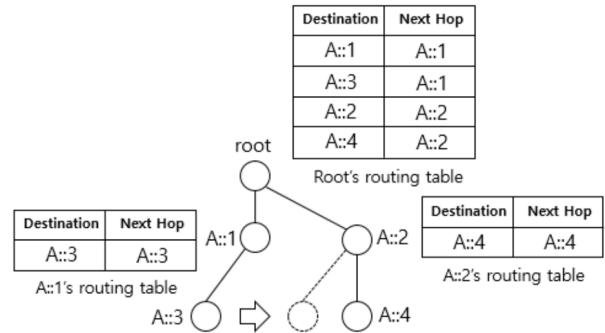 Destination Next Hop
A::1 A::1
A::3 A::1
A::2 A::2
A::4 A::2
Root's routing table
root
Destination Next Hop
A::3 A::3
A::1's routing table
A::1
A::2
Destination Next Hop
A::4 A::4
A::2's routing table
A::3
A::4